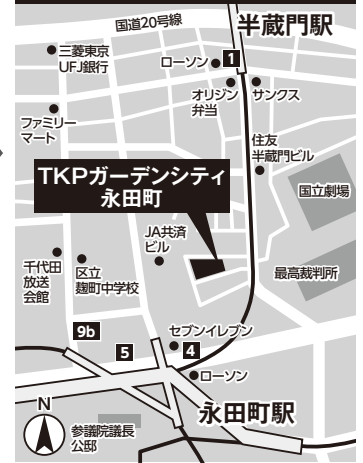 国道20号線
半蔵門駅
三菱東京
UFJ銀行
ローソン
1
オリジン
弁当
サンクス
ファミリー
マート
住友
半蔵門ビル
TKPガーデンシティ
永田町
国立劇場
JA共済
ビル
千代田
放送
会館
区立
麹町中学校
最高裁判所
9b
5
セブンイレブン
4
ローソン
永田町駅
N
参議院議長
公邸